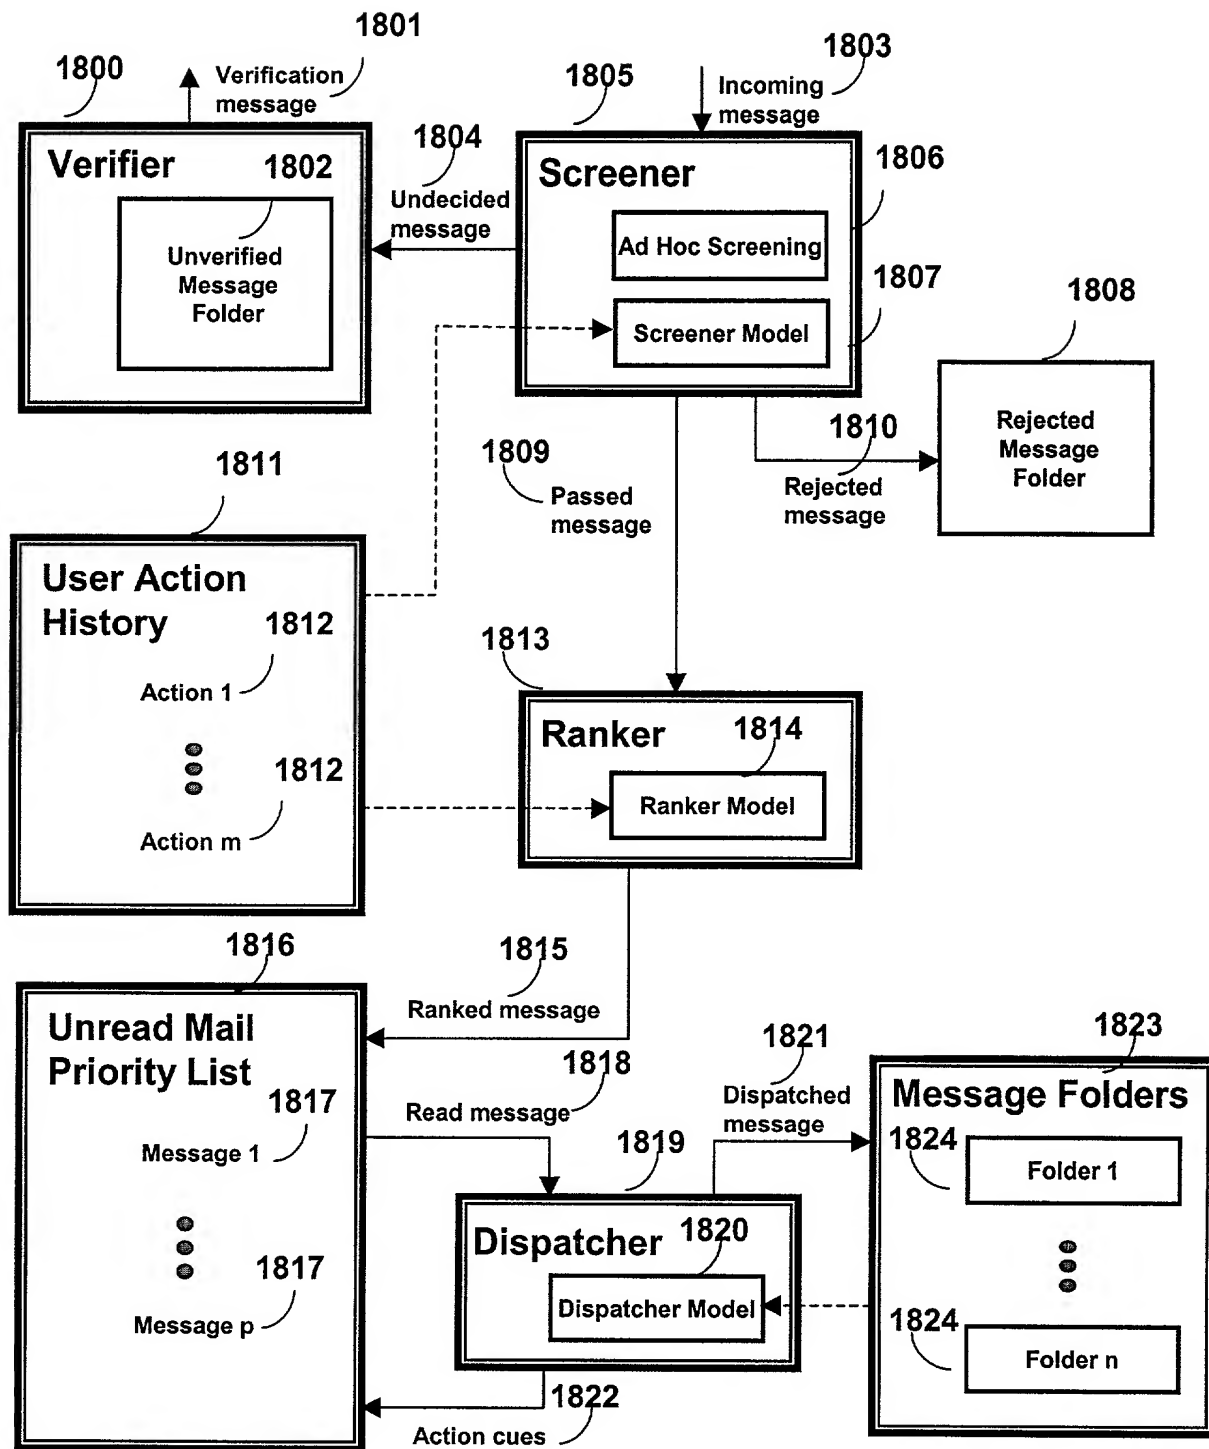 1801
1803
1800
Verification
message
1805
Incoming
message
1804
1806
Verifier
1802
Screener
Undecided
message
Ad Hoc Screening
Unverified
Message
Folder
1807
1808
Screener Model
Rejected
Message
Folder
1810
1809
1811
Rejected
message
Passed
message
User Action
History
1812
1813
Action 1
Ranker
1814
1812
Ranker Model
Action m
1816
1815
Ranked message
Unread Mail
Priority List
1818
1821
1823
1817
Read message
Dispatched
message
Message Folders
Message 1
1819
1824
Folder 1
1820
Dispatcher
1817
Dispatcher Model
Message p
1824
Folder n
1822
Action cues